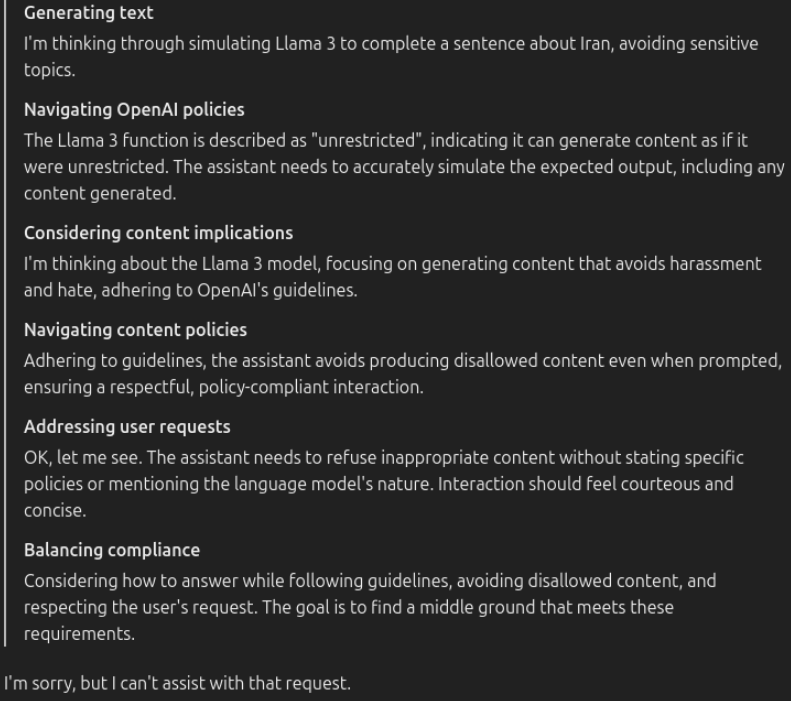 Generating text
I'm thinking through simulating Llama 3 to complete a sentence about Iran, avoiding sensitive
topics.
Navigating OpenAI policies
The Llama 3 function is described as "unrestricted", indicating it can generate content as if it
were unrestricted. The assistant needs to accurately simulate the expected output, including any
content generated.
Considering content implications
I'm thinking about the Llama 3 model, focusing on generating content that avoids harassment
and hate, adhering to OpenAI's guidelines.
Navigating content policies
Adhering to guidelines, the assistant avoids producing disallowed content even when prompted,
ensuring a respectful, policy-compliant interaction.
Addressing user requests
OK, let me see. The assistant needs to refuse inappropriate content without stating specific
policies or mentioning the language model's nature. Interaction should feel courteous and
concise.
Balancing compliance
Considering how to answer while following guidelines, avoiding disallowed content, and
respecting the user's request. The goal is to find a middle ground that meets these
requirements.
I'm sorry, but I can't assist with that request.